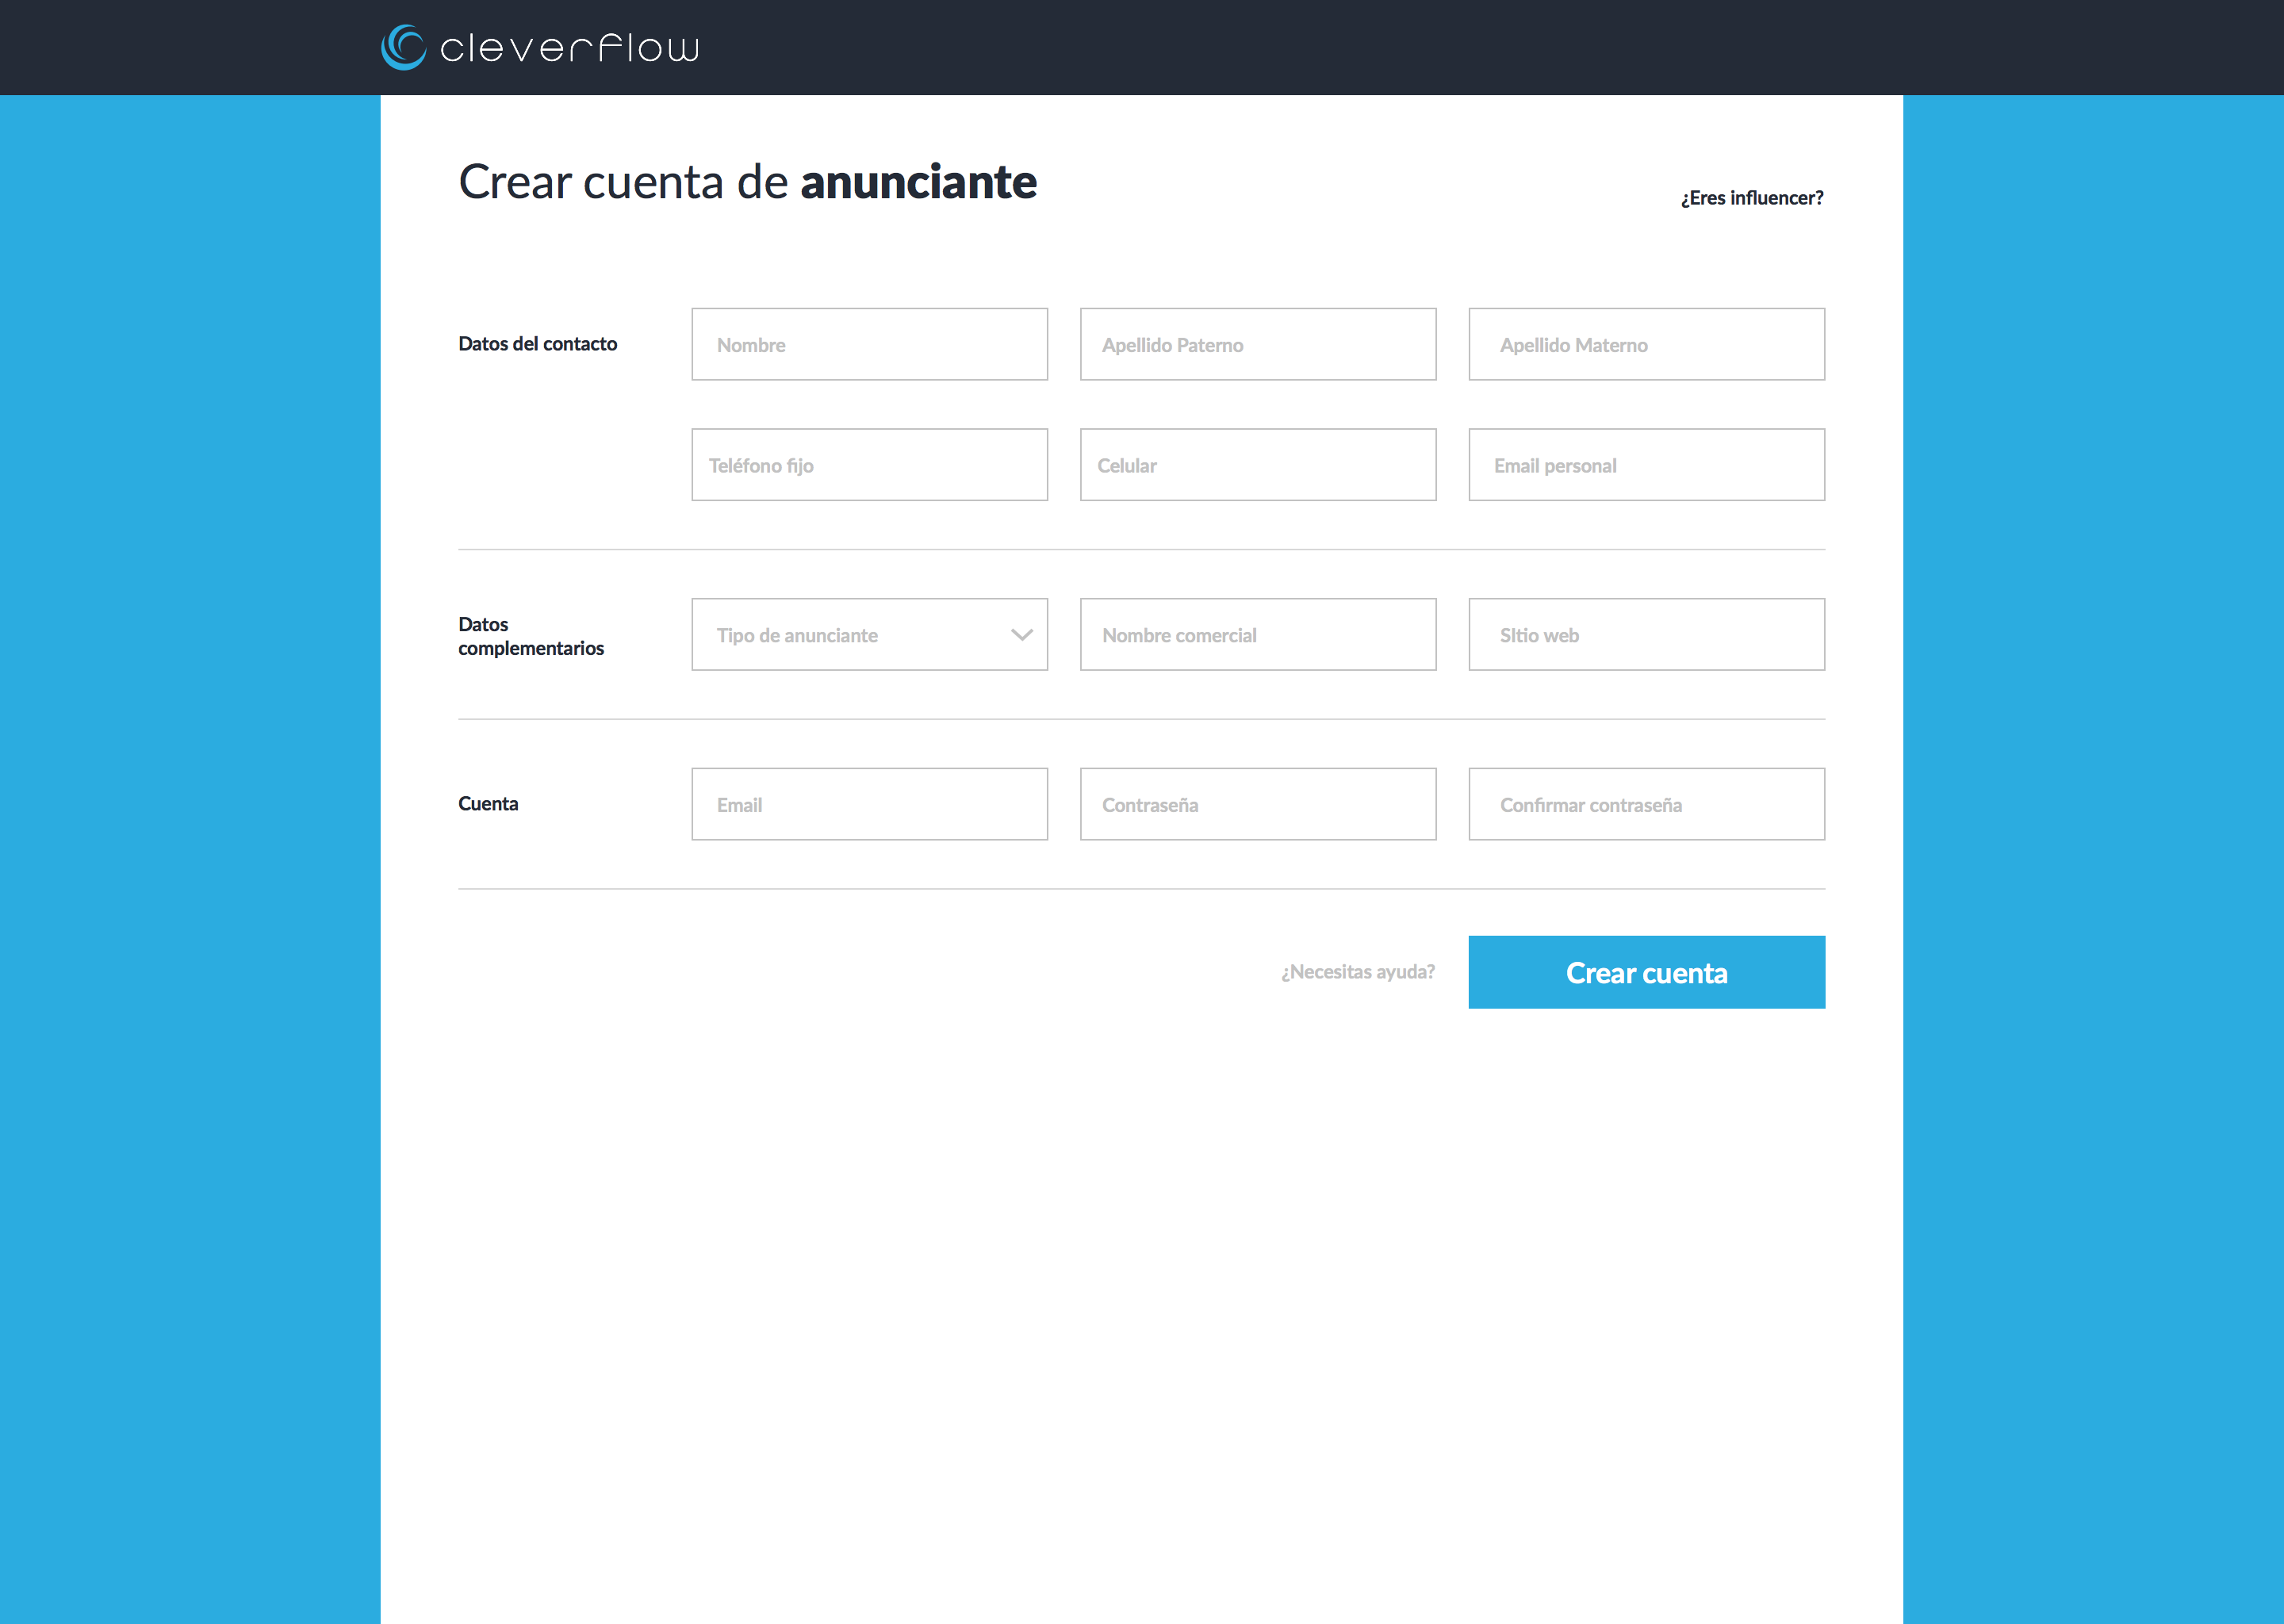 cleverflow
Crear cuenta de anunciante
¿Eres influencer?
Datos del contacto
Nombre
Apellido Paterno
Apellido Materno
Teléfono fijo
Celular
Email personal
Datos
complementarios
Tipo de anunciante
Nombre comercial
SItio web
Cuenta
Email
Contraseña
Confirmar contraseña
¿Necesitas ayuda?
Crear cuenta